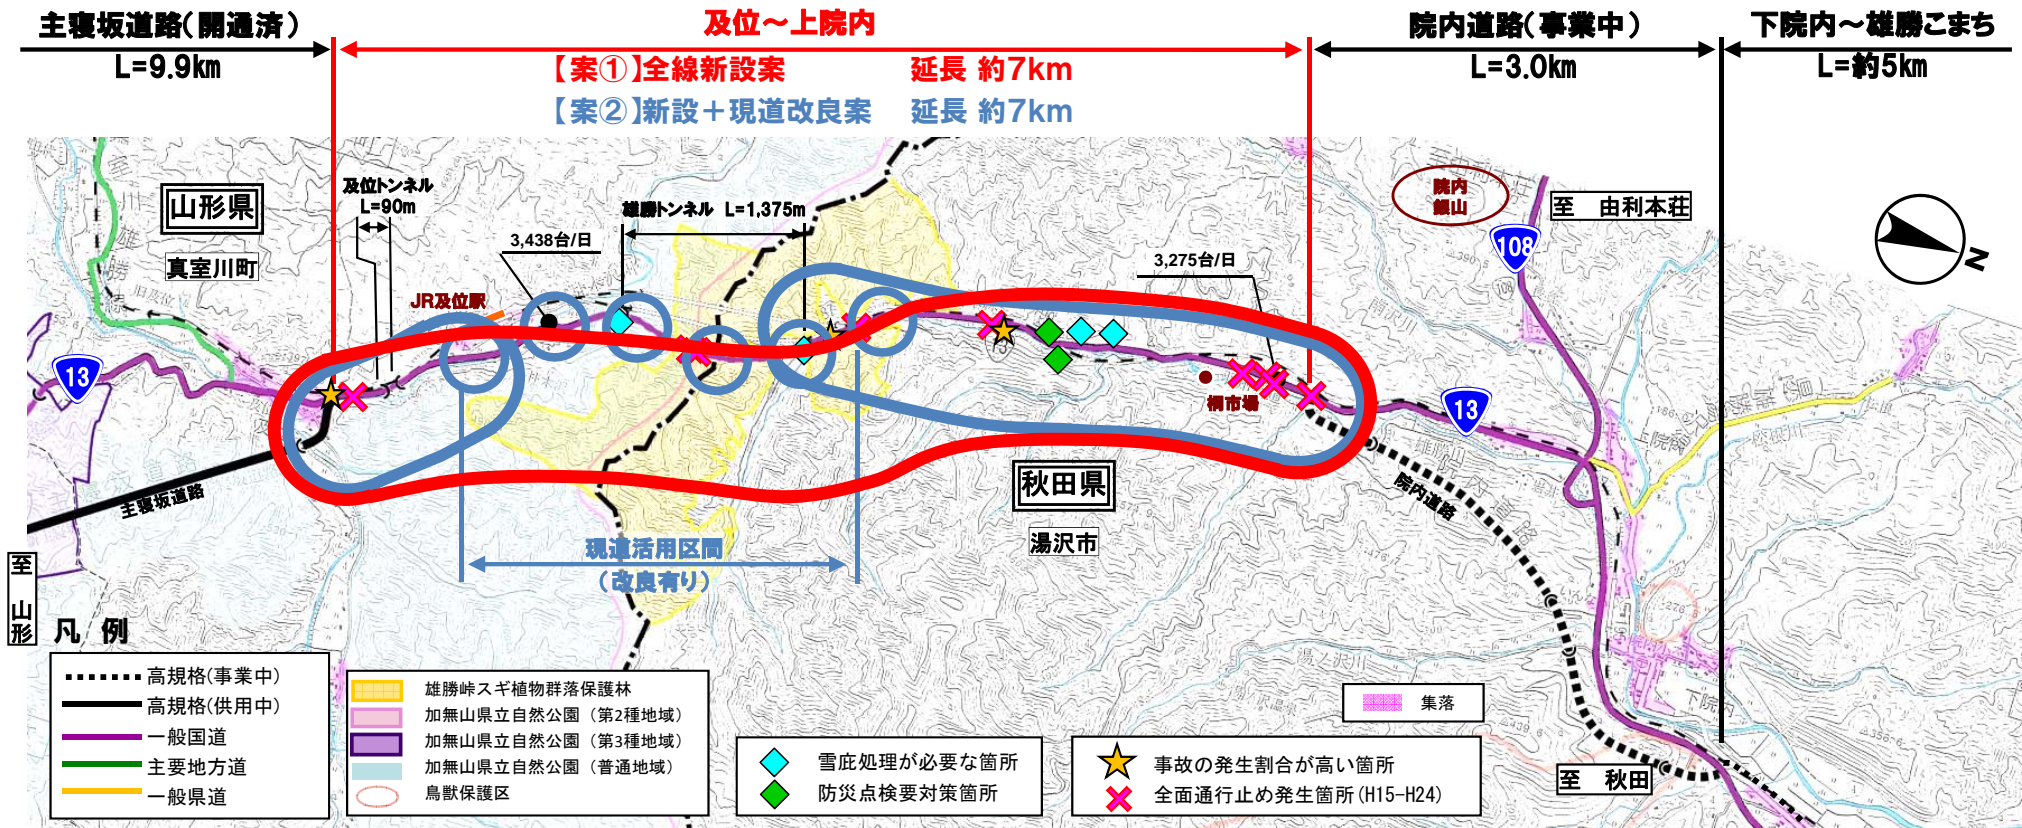 主寝坂道路(開通済)
L=9.9km
及位～上院内
【案①】全線新設案 延長 約7km
【案②】新設＋現道改良案 延長 約7km
院内道路(事業中)
L=3.0km
下院内～雄勝こまち
L=約5km
山形県
真室川町
及位トンネル
L=90m
雄勝トンネル L=1,375m
3,438台/日
JR及位駅
3,275台/日
院内
銀山
至 由利本荘
108
N
13
13
桐市場
主寝坂道路
秋田県
湯沢市
院内道路
現道活用区間
(改良有り)
至 山形
至 秋田
凡 例
高規格(事業中)
高規格(供用中)
一般国道
主要地方道
一般県道
雄勝峠スギ植物群落保護林
加無山県立自然公園（第2種地域）
加無山県立自然公園（第3種地域）
加無山県立自然公園（普通地域）
鳥獣保護区
雪庇処理が必要な箇所
防災点検要対策箇所
事故の発生割合が高い箇所
全面通行止め発生箇所(H15-H24)
集落